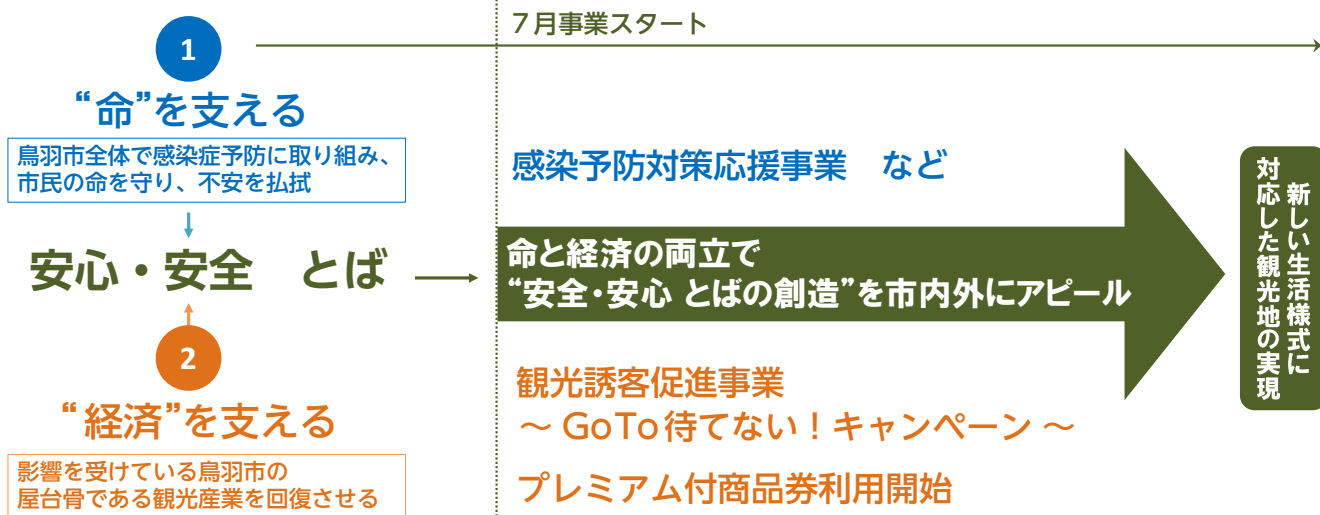 7月事業スタート
1
“命”を支える
鳥羽市全体で感染症予防に取り組み、
市民の命を守り、不安を払拭
安心・安全　とば
2
“経済”を支える
影響を受けている鳥羽市の
屋台骨である観光産業を回復させる
感染予防対策応援事業　など
命と経済の両立で
“安全・安心 とばの創造”を市内外にアピール
観光誘客促進事業
～ GoTo待てない！キャンペーン ～
プレミアム付商品券利用開始
新しい生活様式に
対応した観光地の実現